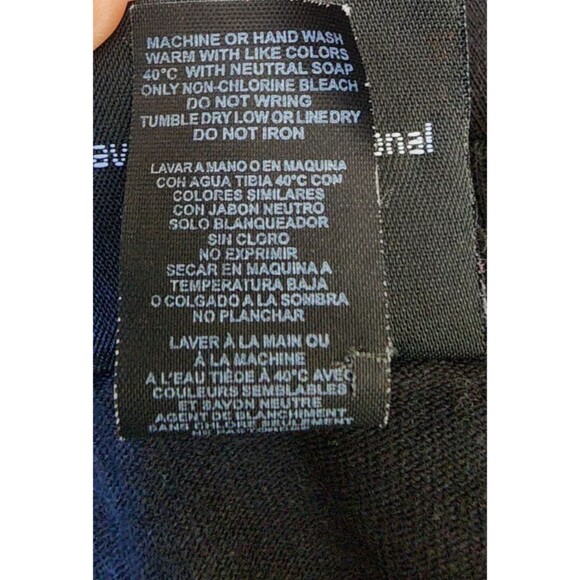 MACHINE OR HAND WASH
WARM WITH LIKE COLORS
40°C WITH NEUTRAL SOAP
ONLY NON-CHLORINE BLEACH
DO NOT WRING
TUMBLE DRY LOW OR LINE DRY
DO NOT IRON
LAVAR A MANO O EN MAQUINA
CON AGUA TIBIA 40°C CON
COLORES SIMILARES
CON JABON NEUTRO
SOLO BLANQUEADOR
SIN CLORO
NO EXPRIMIR
SECAR EN MAQUINA A
TEMPERATURA BAJA
O COLGADO A LA SOMBRA
NO PLANCHAR
LAVER À LA MAIN OU
À LA MACHINE
A L'EAU TIÈDE À 40°C AVEC
COULEURS SEMBLABLES
ET SAVON NEUTRE
AGENT DE BLANCHIMENT
SANS CHLOR SEULEMENT